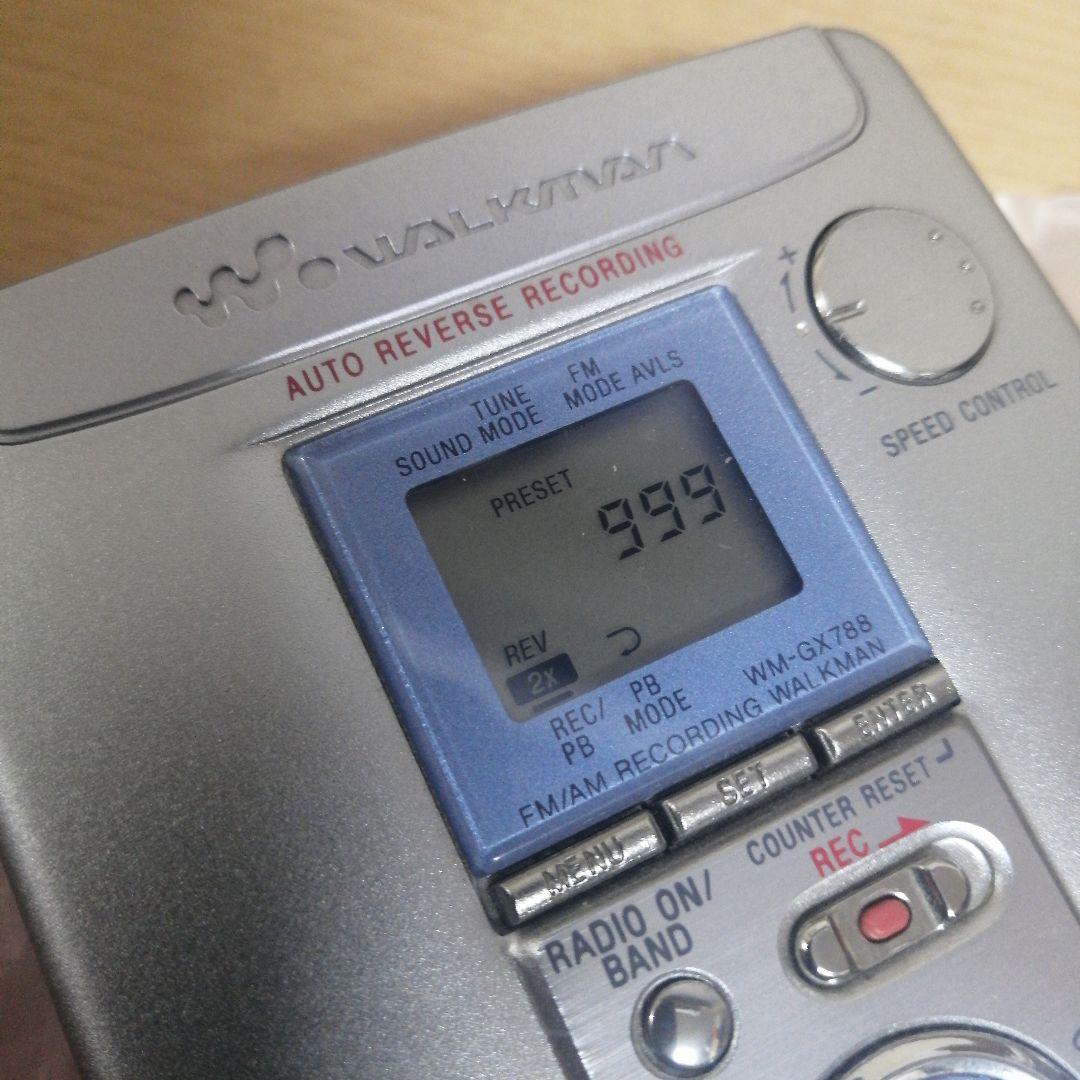 WALKMAN
AUTO REVERSE RECORDING
+
-
SPEED CONTROL
SOUND
TUNE
MODE
FM
MODE
AVLS
PRESET
999
REV
2X
REC/
PB
PB
MODE
WM-GX788
FM/AM RECORDING WALKMAN
MENU
SET
ENTER
COUNTER RESET
REC
RADIO ON/
BAND